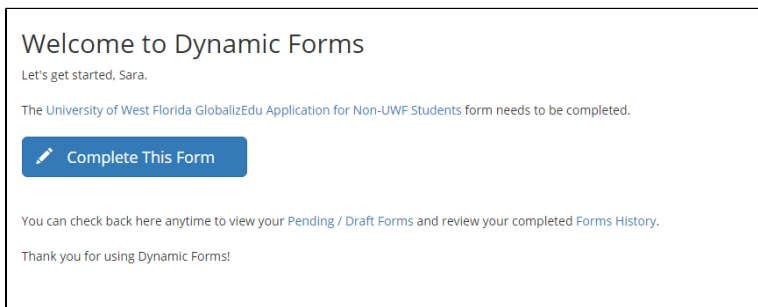 Welcome to Dynamic Forms
Let's get started, Sara.
The University of West Florida GlobalizEdu Application for Non-UWF Students form needs to be completed.
Complete This Form
You can check back here anytime to view your Pending / Draft Forms and review your completed Forms History.
Thank you for using Dynamic Forms!